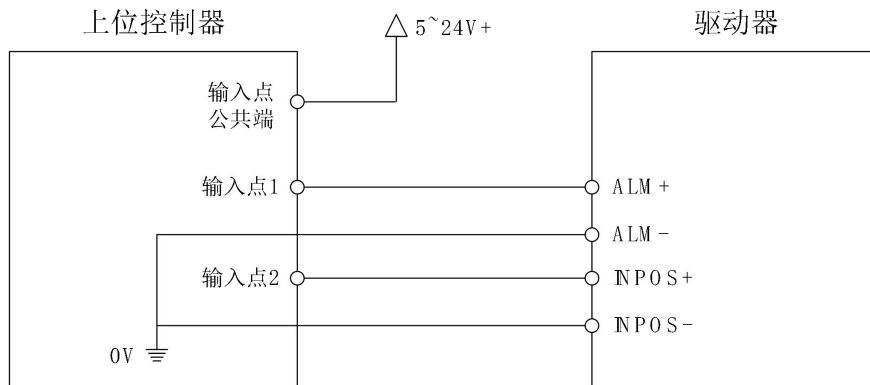 上位控制器
5~24V+
驱动器
输入点
公共端
输入点1
ALM+
ALM-
输入点2
INPOS+
INPOS-
0V